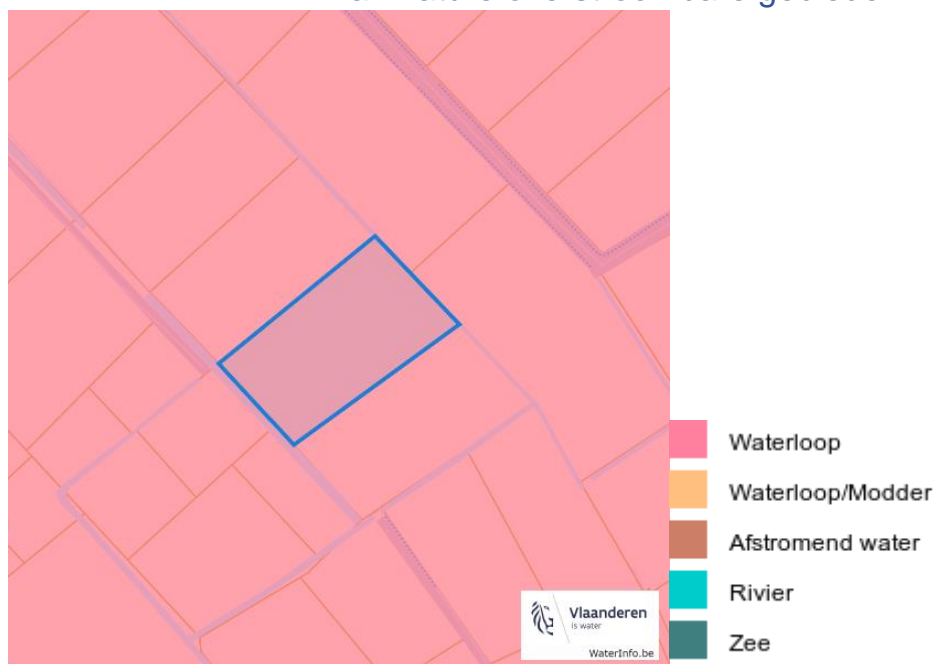 Waterloop
Waterloop/Modder
Afstromend water
Rivier
Zee
Vlaanderen
is water
WaterInfo.be